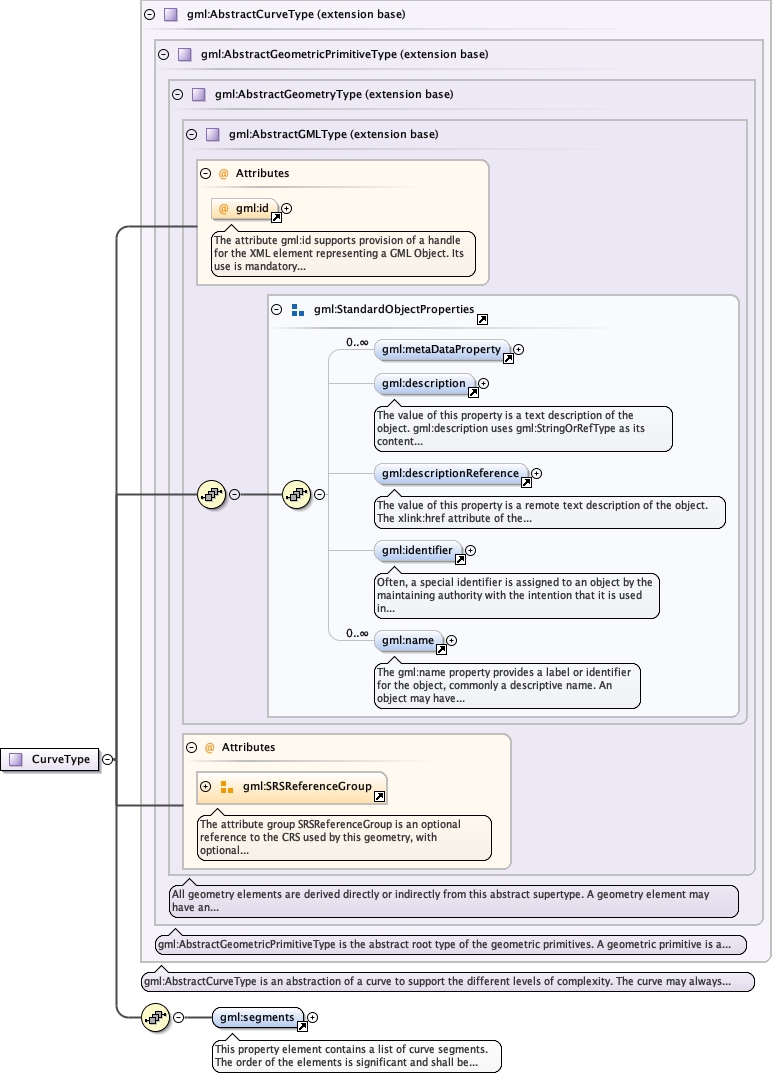 gml:AbstractCurveType (extension base)
gml:AbstractGeometricPrimitiveType (extension base)
gml:AbstractGeometryType (extension base)
gml:AbstractGMLType (extension base)
@ Attributes
@ gml:id
The attribute gml:id supports provision of a handle
for the XML element representing a GML Object. Its
use is mandatory...
gml:StandardObjectProperties
0..∞
gml:metaDataProperty
gml:description
The value of this property is a text description of the
object. gml:description uses gml:StringOrRefType as its
content...
gml:descriptionReference
The value of this property is a remote text description of the object.
The xlink:href attribute of the...
gml:identifier
Often, a special identifier is assigned to an object by the
maintaining authority with the intention that it is used
in...
0..∞
gml:name
The gml:name property provides a label or identifier
for the object, commonly a descriptive name. An
object may have...
@ Attributes
CurveType
gml:SRSReferenceGroup
The attribute group SRSReferenceGroup is an optional
reference to the CRS used by this geometry, with
optional...
All geometry elements are derived directly or indirectly from this abstract supertype. A geometry element may
have an...
gml:AbstractGeometricPrimitiveType is the abstract root type of the geometric primitives. A geometric primitive is a...
gml:AbstractCurveType is an abstraction of a curve to support the different levels of complexity. The curve may always...
gml:segments
This property element contains a list of curve segments.
The order of the elements is significant and shall be...